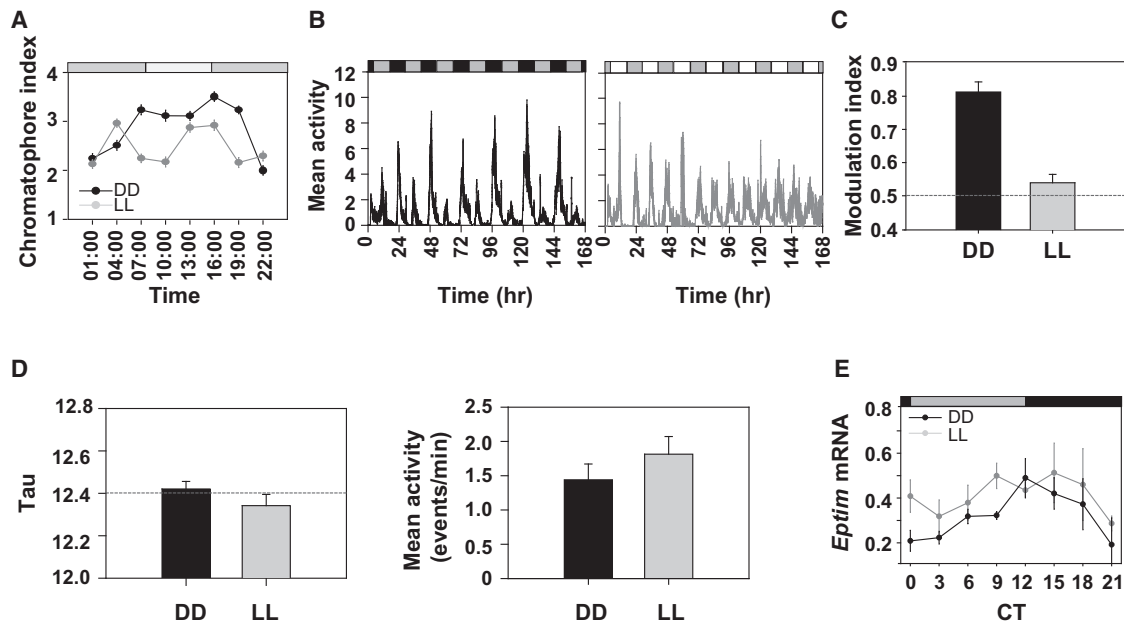 A
B
C
Chromatophore index
4
3
2
1
DD
LL
01:00
04:00
07:00
10:00
13:00
16:00
19:00
22:00
Time
Mean activity
12
10
8
6
4
2
0
0
24
48
72
96
120
144
168
Time (hr)
0
24
48
72
96
120
144
168
Time (hr)
Modulation index
0.9
0.8
0.7
0.6
0.5
0.4
DD
LL
D
E
Tau
12.8
12.6
12.4
12.2
12.0
DD
LL
Mean activity
(events/min)
2.5
2.0
1.5
1.0
0.5
0
DD
LL
Eptim mRNA
0.8
0.6
0.4
0.2
DD
LL
0
3
6
9
12
15
18
21
CT